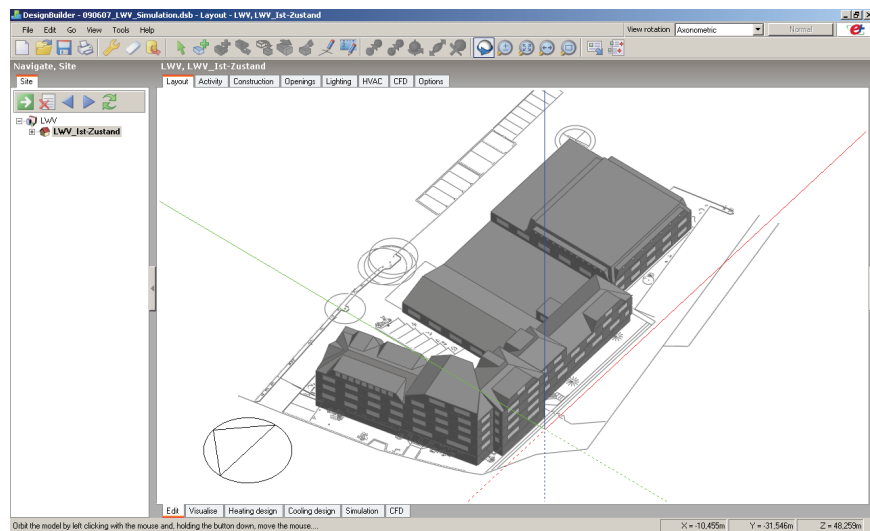 DesignBuilder - 090607_LWV_Simulation.dsb - Layout - LWV, LWV_Ist-Zustand
File Edit Go View Tools Help
View rotation Axonometric Normal
Navigate, Site
LWV, LWV_Ist-Zustand
Site
Layout Activity Construction Openings Lighting HVAC CFD Options
LWV
LWV_Ist-Zustand
Edit Visualise Heating design Cooling design Simulation CFD
Orbit the model by left clicking with the mouse and, holding the button down, move the mouse....
X = -10,455m Y = -31,546m Z = 48,259m